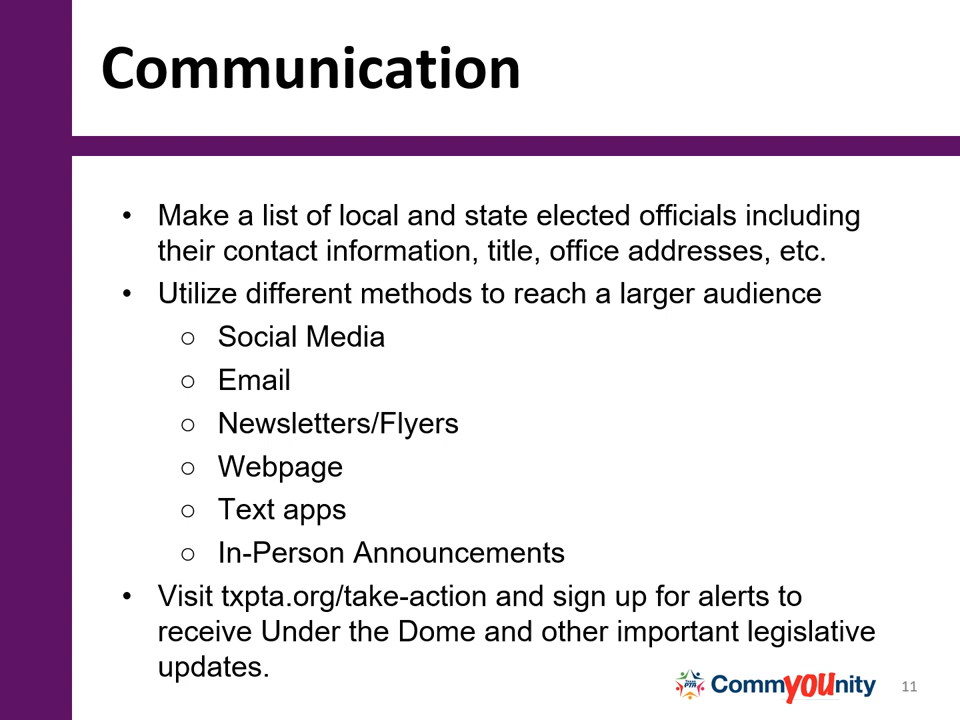 Communication
• Make a list of local and state elected officials including
their contact information, title, office addresses, etc.
• Utilize different methods to reach a larger audience
○ Social Media
○ Email
○ Newsletters/Flyers
○ Webpage
○ Text apps
○ In-Person Announcements
• Visit txpta.org/take-action and sign up for alerts to
receive Under the Dome and other important legislative
updates.
Texas PTA CommYOUnity 11